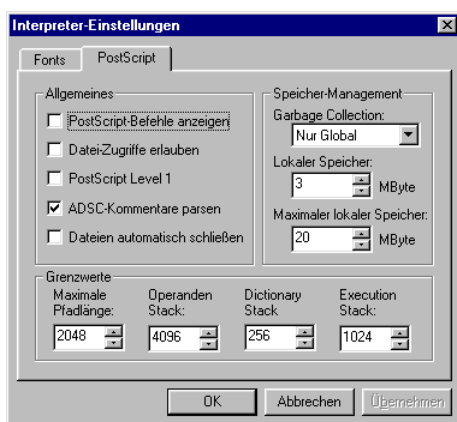 Interpreter-Einstellungen
Fonts PostScript
Allgemeines
PostScript-Befehle anzeigen
Datei-Zugriffe erlauben
PostScript Level 1
ADSC-Kommentare parsen
Dateien automatisch schließen
Speicher-Management
Garbage Collection:
Nur Global
Lokaler Speicher:
3 MByte
Maximaler lokaler Speicher:
20 MByte
Grenzwerte
Maximale Pfadlänge:
2048
Operanden Stack:
4096
Dictionary Stack
256
Execution Stack:
1024
OK Abbrechen Übernehmen